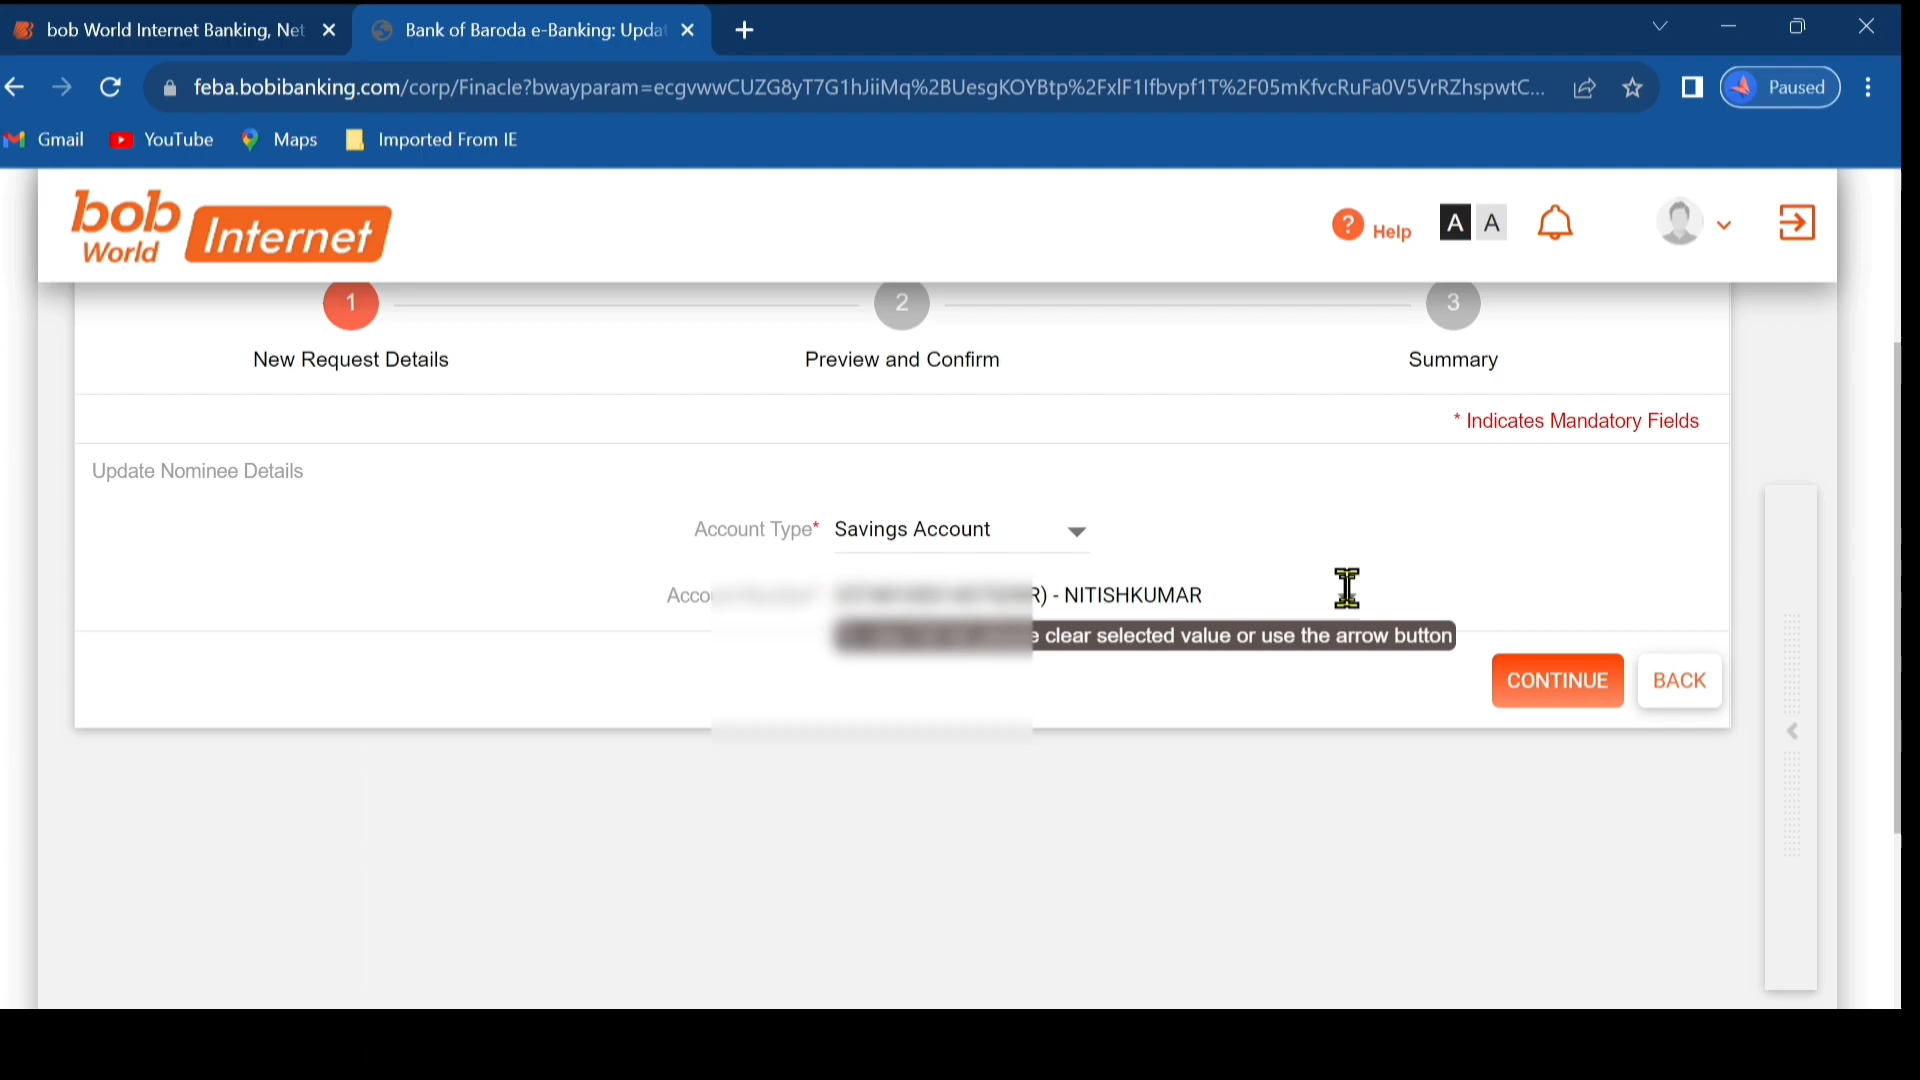 bob World Internet Banking, Net
Bank of Baroda e-Banking: Updat
feba.bobibanking.com/corp/Finacle?bwayparam=ecgvwwCUZG8yT7G1hJiiMq%2BUesgKOYBtp%2FxlF1Ifbvpf1T%2F05mKfvcRuFa0V5VrRZhspwtC...
Paused
Gmail
YouTube
Maps
Imported From IE
bob
World
Internet
? Help
A A
1
2
3
New Request Details
Preview and Confirm
Summary
* Indicates Mandatory Fields
Update Nominee Details
Account Type* Savings Account
R) - NITISHKUMAR
clear selected value or use the arrow button
CONTINUE
BACK